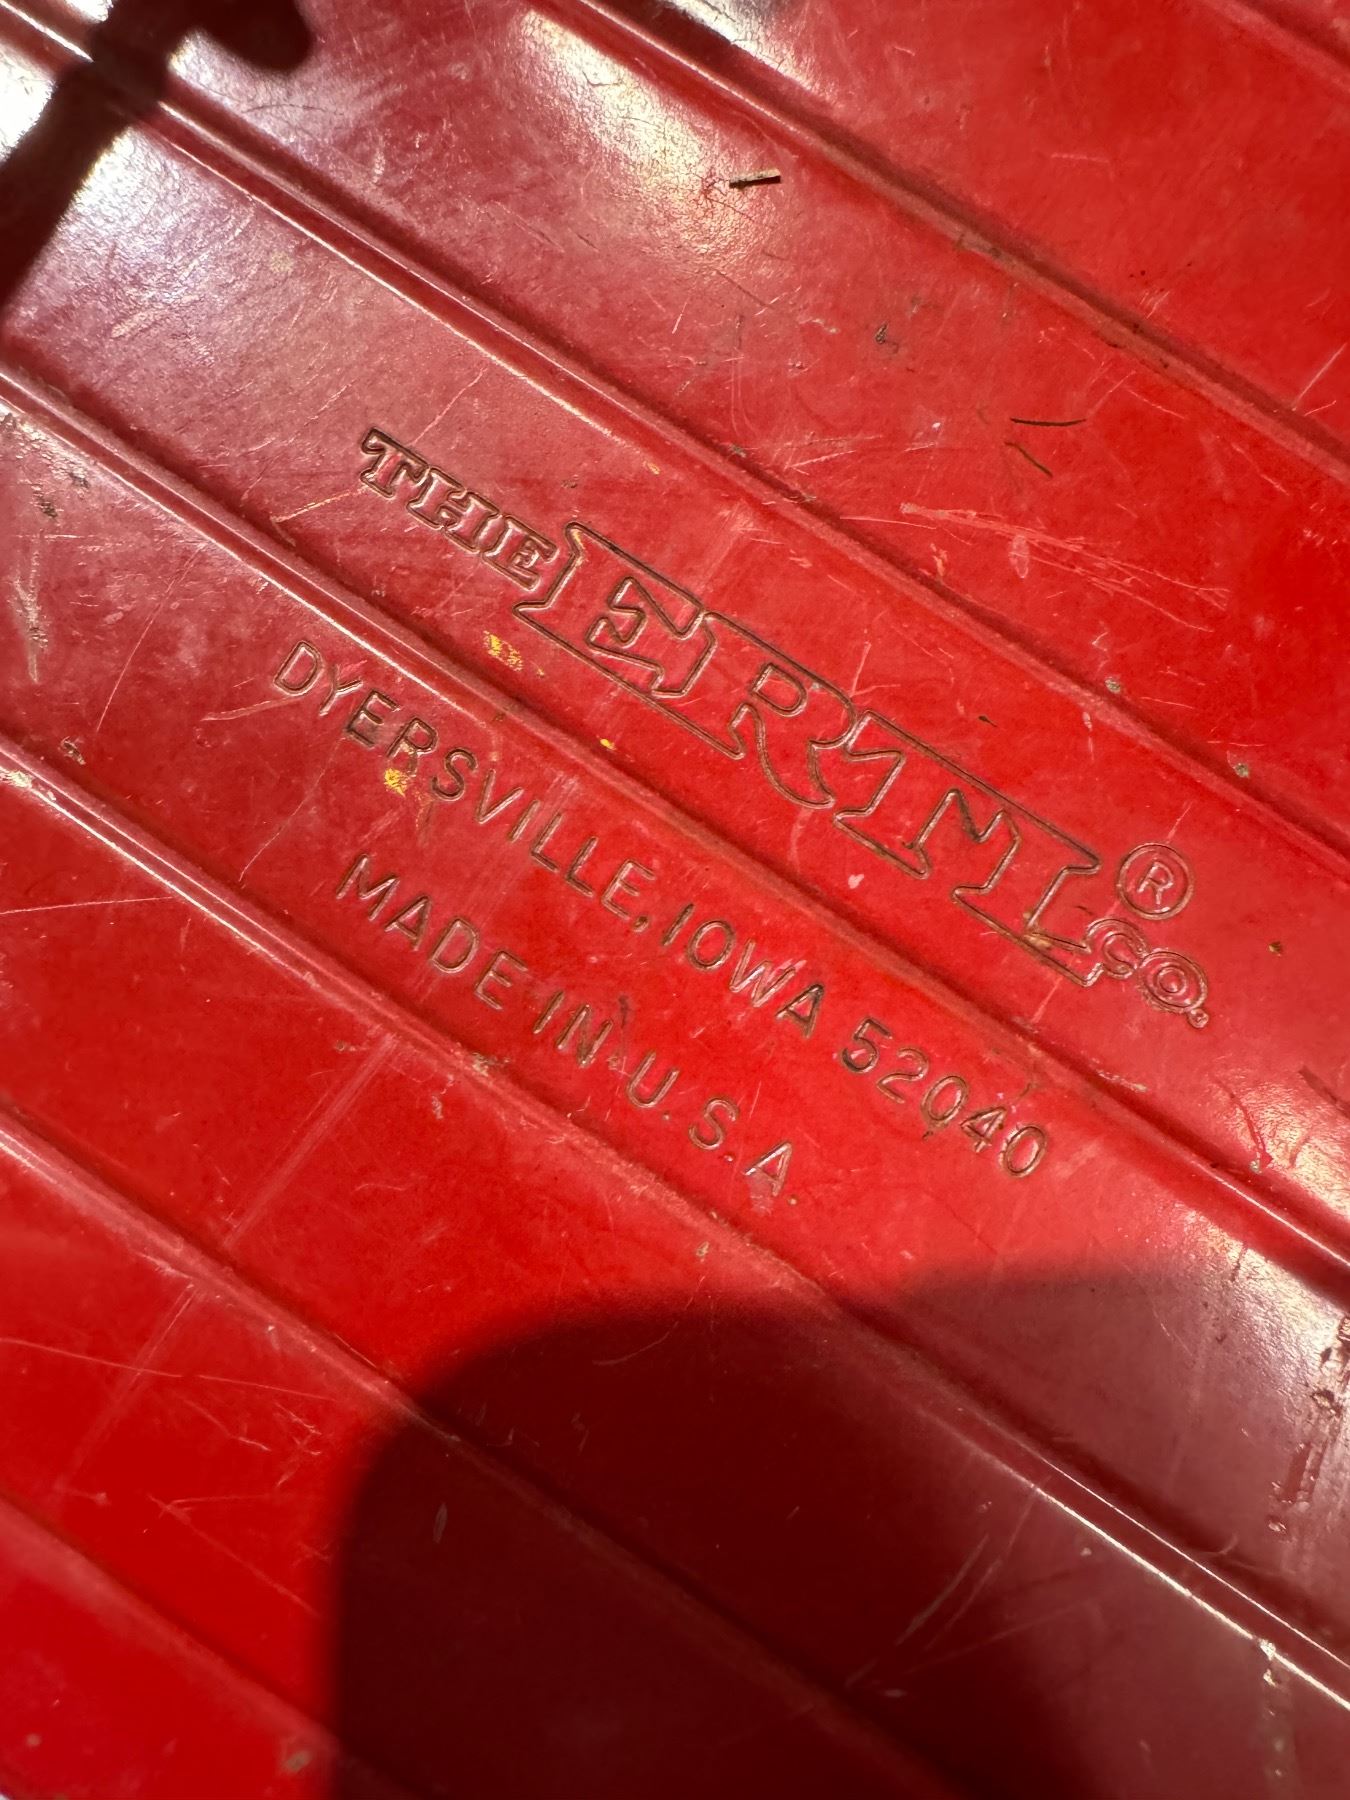 THE ERTL® CO.
DYERSVILLE, IOWA 52040
MADE IN U.S.A.